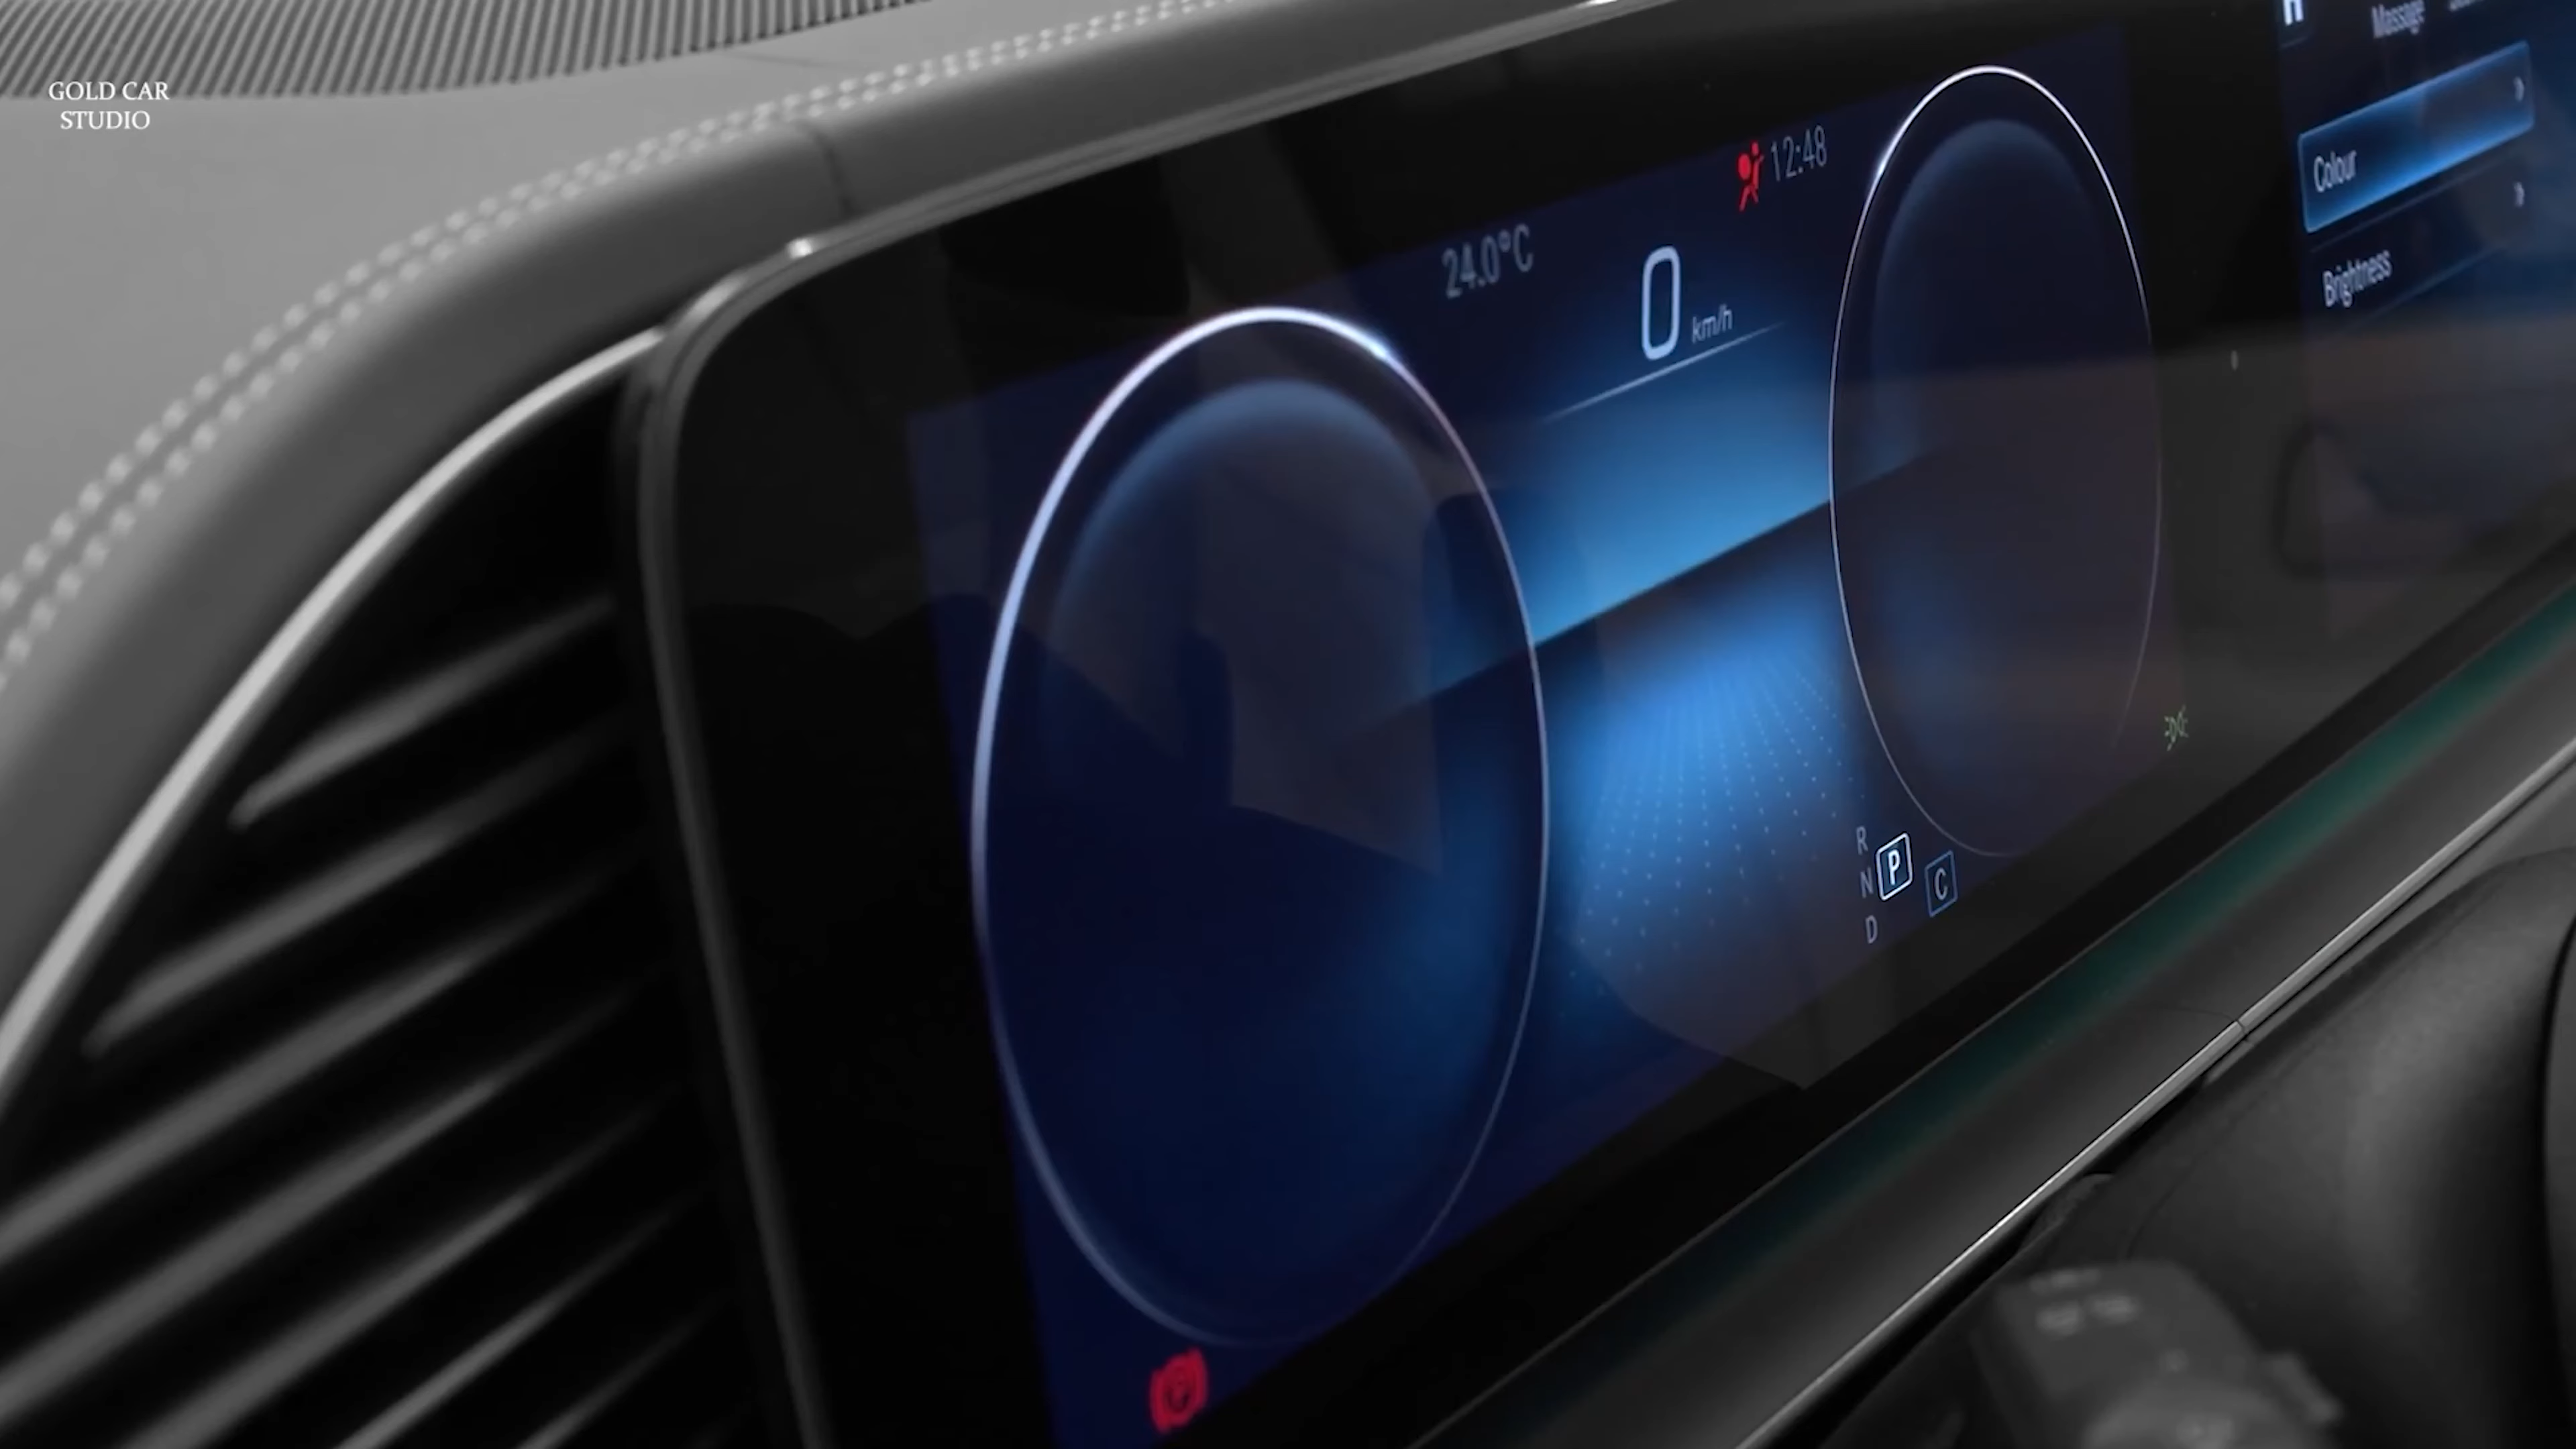 GOLD CAR
STUDIO
Massage
Colour
Brightness
12:48
24.0°C
0 km/h
R
N P C
D
P